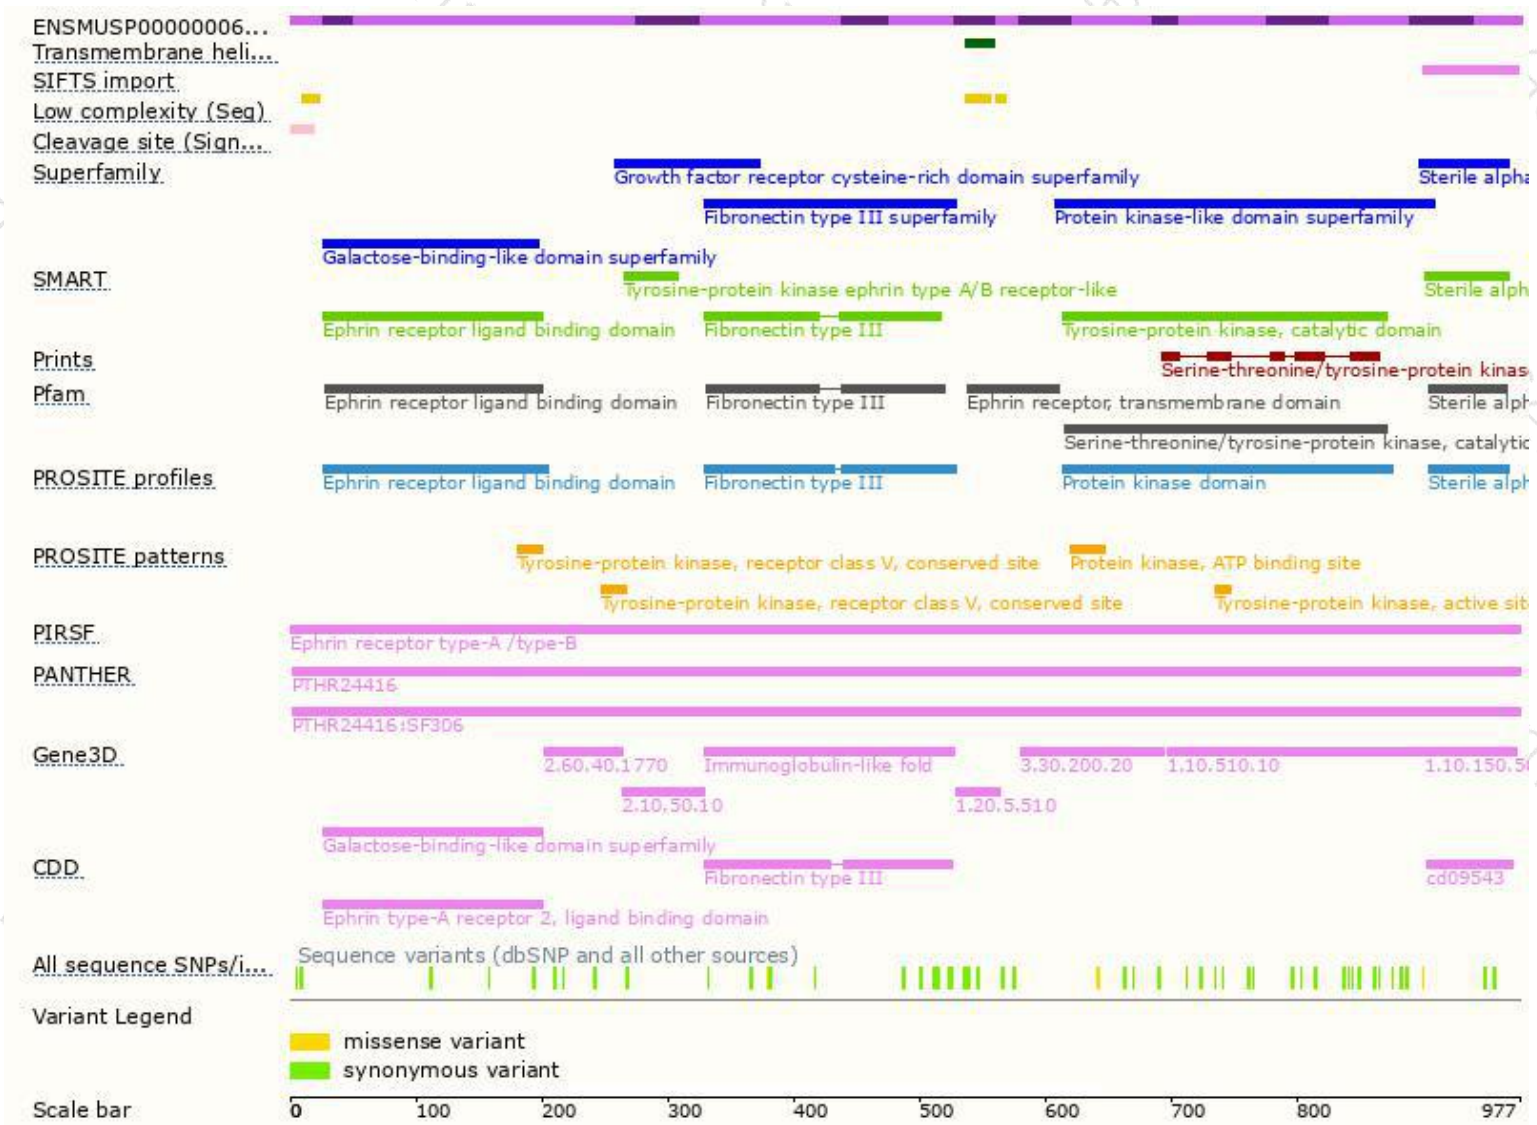 ENSMUSP00000006...
Transmembrane heli...
SIFTS import
Low complexity (Seg)
Cleavage site (Sign...
Superfamily
Growth factor receptor cysteine-rich domain superfamily
Sterile alpha
Fibronectin type III superfamily
Protein kinase-like domain superfamily
Galactose-binding-like domain superfamily
SMART
Tyrosine-protein kinase ephrin type A/B receptor-like
Sterile alph
Ephrin receptor ligand binding domain
Fibronectin type III
Tyrosine-protein kinase, catalytic domain
Prints
Serine-threonine/tyrosine-protein kinas
Pfam
Ephrin receptor ligand binding domain
Fibronectin type III
Ephrin receptor, transmembrane domain
Sterile alph
Serine-threonine/tyrosine-protein kinase, catalytic
PROSITE profiles
Ephrin receptor ligand binding domain
Fibronectin type III
Protein kinase domain
Sterile alph
PROSITE patterns
Tyrosine-protein kinase, receptor class V, conserved site
Protein kinase, ATP binding site
Tyrosine-protein kinase, receptor class V, conserved site
Tyrosine-protein kinase, active sit
PIRSF
Ephrin receptor type-A /type-B
PANTHER
PTHR24416
PTHR24416:SF306
Gene3D
2.60.40.1770
Immunoglobulin-like fold
3.30.200.20
1.10.510.10
1.10.150.50
2.10.50.10
1.20.5.510
Galactose-binding-like domain superfamily
CDD
Fibronectin type III
cd09543
Ephrin type-A receptor 2, ligand binding domain
All sequence SNPs/i...
Sequence variants (dbSNP and all other sources)
Variant Legend
missense variant
synonymous variant
Scale bar
0
100
200
300
400
500
600
700
800
977